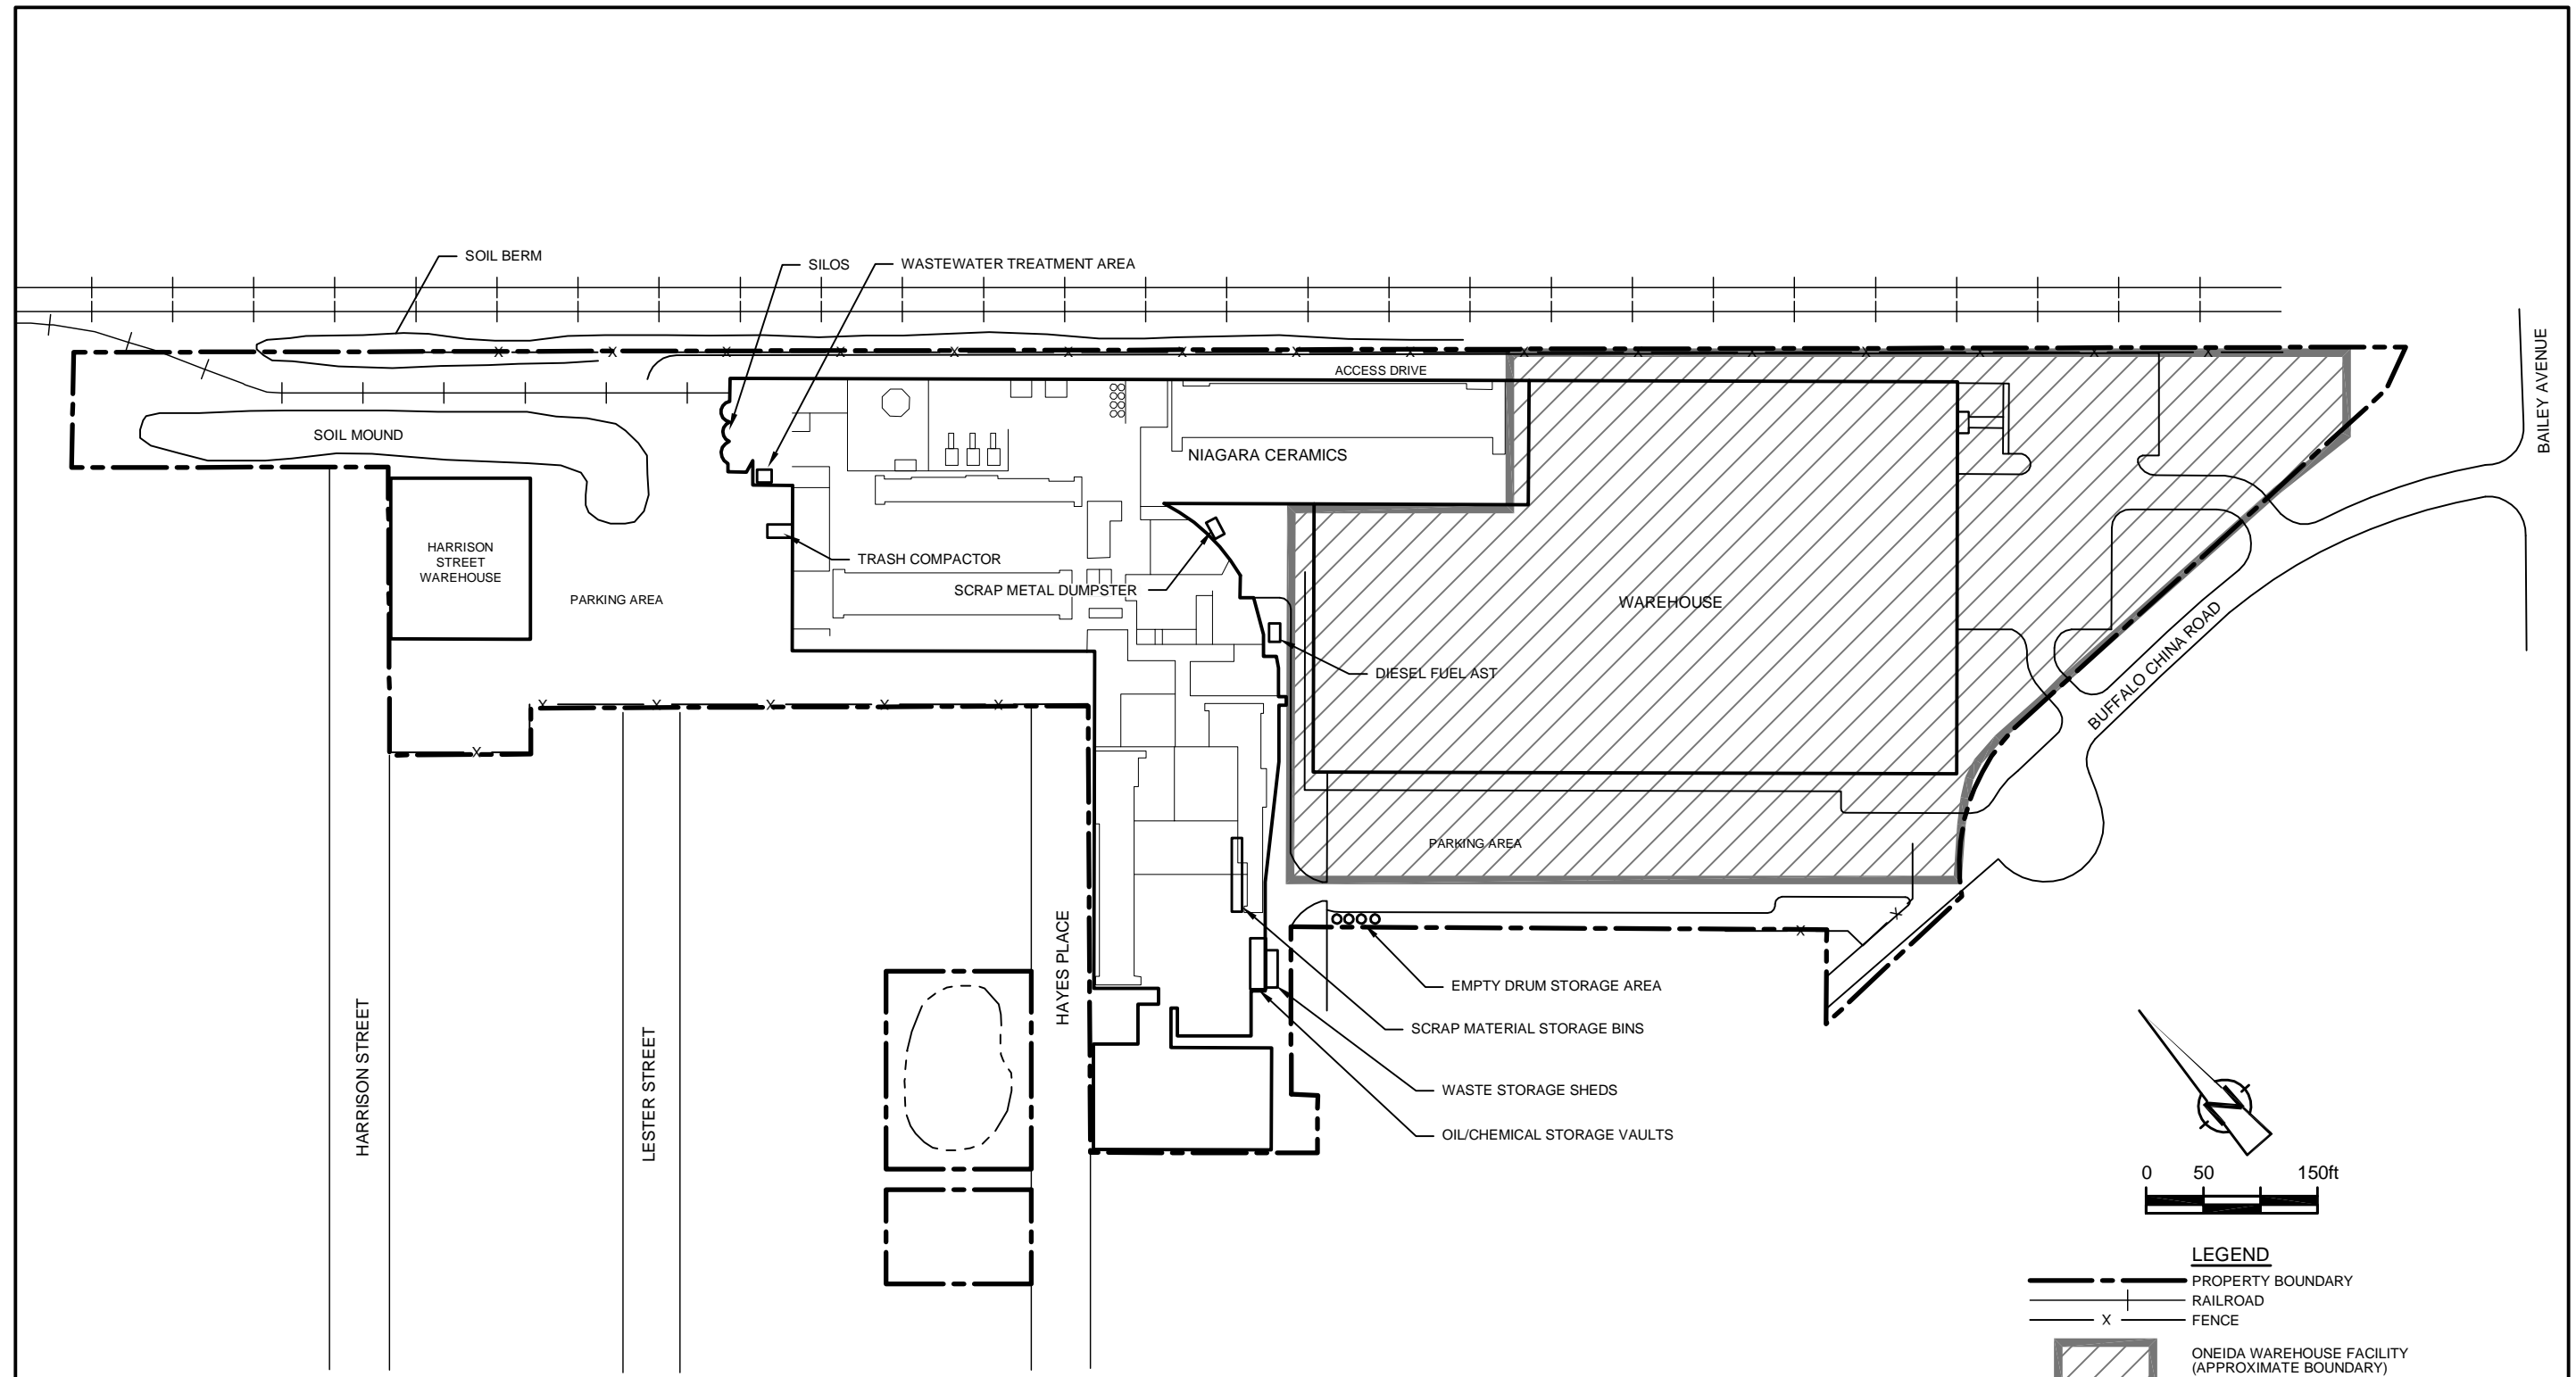 SOIL BERM
SILOS
WASTEWATER TREATMENT AREA
BAILEY AVENUE
ACCESS DRIVE
SOIL MOUND
NIAGARA CERAMICS
HARRISON
STREET
WAREHOUSE
TRASH COMPACTOR
SCRAP METAL DUMPSTER
PARKING AREA
WAREHOUSE
DIESEL FUEL AST
BUFFALO CHINA ROAD
PARKING AREA
HAYES PLACE
EMPTY DRUM STORAGE AREA
SCRAP MATERIAL STORAGE BINS
HARRISON STREET
LESTER STREET
WASTE STORAGE SHEDS
OIL/CHEMICAL STORAGE VAULTS
N
0 50 150ft
LEGEND
PROPERTY BOUNDARY
RAILROAD
X FENCE
ONEIDA WAREHOUSE FACILITY
(APPROXIMATE BOUNDARY)